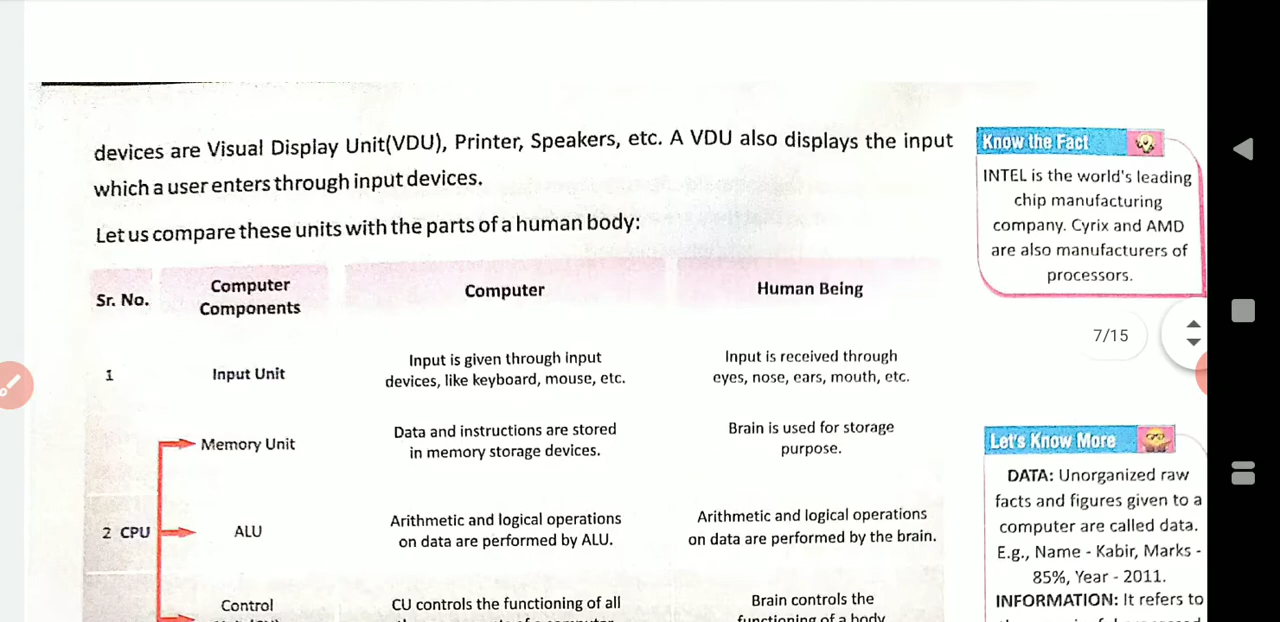 devices are Visual Display Unit(VDU), Printer, Speakers, etc. A VDU also displays the input
which a user enters through input devices.
Let us compare these units with the parts of a human body:
Sr. No.
Computer
Components
Computer
Human Being
1
Input Unit
Input is given through input
devices, like keyboard, mouse, etc.
Input is received through
eyes, nose, ears, mouth, etc.
2 CPU
Memory Unit
Data and instructions are stored
in memory storage devices.
Brain is used for storage
purpose.
ALU
Arithmetic and logical operations
on data are performed by ALU.
Arithmetic and logical operations
on data are performed by the brain.
Control
CU controls the functioning of all
Brain controls the
functioning of a body
Know the Fact
INTEL is the world's leading
chip manufacturing
company. Cyrix and AMD
are also manufacturers of
processors.
7/15
Let's Know More
DATA: Unorganized raw
facts and figures given to a
computer are called data.
E.g., Name - Kabir, Marks -
85%, Year - 2011.
INFORMATION: It refers to